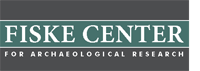 FISKE CENTER
FOR ARCHAEOLOGICAL RESEARCH